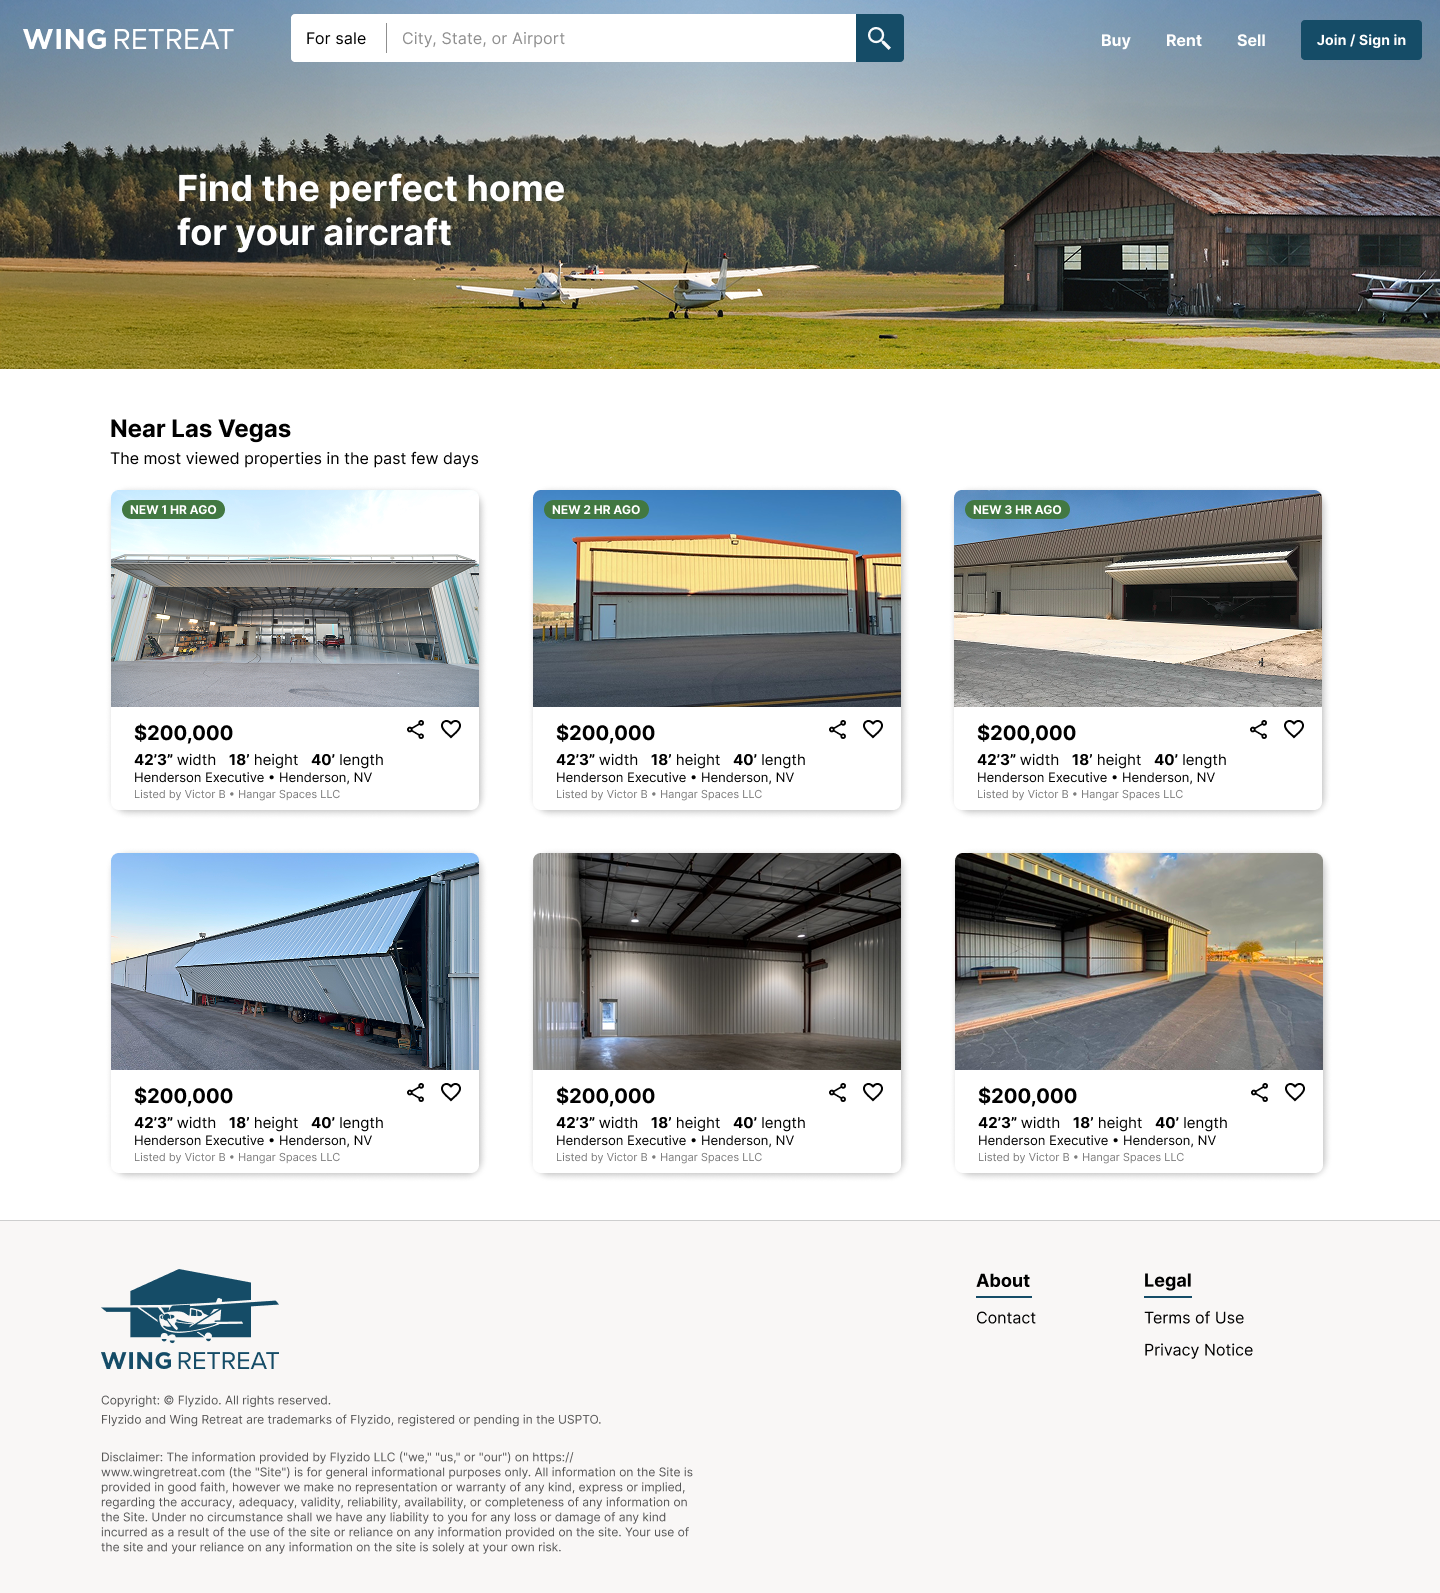 WING RETREAT
For sale
City, State, or Airport
Buy
Rent
Sell
Join / Sign in
Find the perfect home
for your aircraft
Near Las Vegas
The most viewed properties in the past few days
NEW 1 HR AGO
$200,000
42’3” width 18’ height 40’ length
Henderson Executive • Henderson, NV
Listed by Victor B • Hangar Spaces LLC
NEW 2 HR AGO
$200,000
42’3” width 18’ height 40’ length
Henderson Executive • Henderson, NV
Listed by Victor B • Hangar Spaces LLC
NEW 3 HR AGO
$200,000
42’3” width 18’ height 40’ length
Henderson Executive • Henderson, NV
Listed by Victor B • Hangar Spaces LLC
$200,000
42’3” width 18’ height 40’ length
Henderson Executive • Henderson, NV
Listed by Victor B • Hangar Spaces LLC
$200,000
42’3” width 18’ height 40’ length
Henderson Executive • Henderson, NV
Listed by Victor B • Hangar Spaces LLC
$200,000
42’3” width 18’ height 40’ length
Henderson Executive • Henderson, NV
Listed by Victor B • Hangar Spaces LLC
WING RETREAT
Copyright: © Flyzido. All rights reserved.
Flyzido and Wing Retreat are trademarks of Flyzido, registered or pending in the USPTO.
Disclaimer: The information provided by Flyzido LLC ("we," "us," or "our") on https://
www.wingretreat.com (the "Site") is for general informational purposes only. All information on the Site is
provided in good faith, however we make no representation or warranty of any kind, express or implied,
regarding the accuracy, adequacy, validity, reliability, availability, or completeness of any information on
the Site. Under no circumstance shall we have any liability to you for any loss or damage of any kind
incurred as a result of the use of the site or reliance on any information provided on the site. Your use of
the site and your reliance on any information on the site is solely at your own risk.
About
Contact
Legal
Terms of Use
Privacy Notice